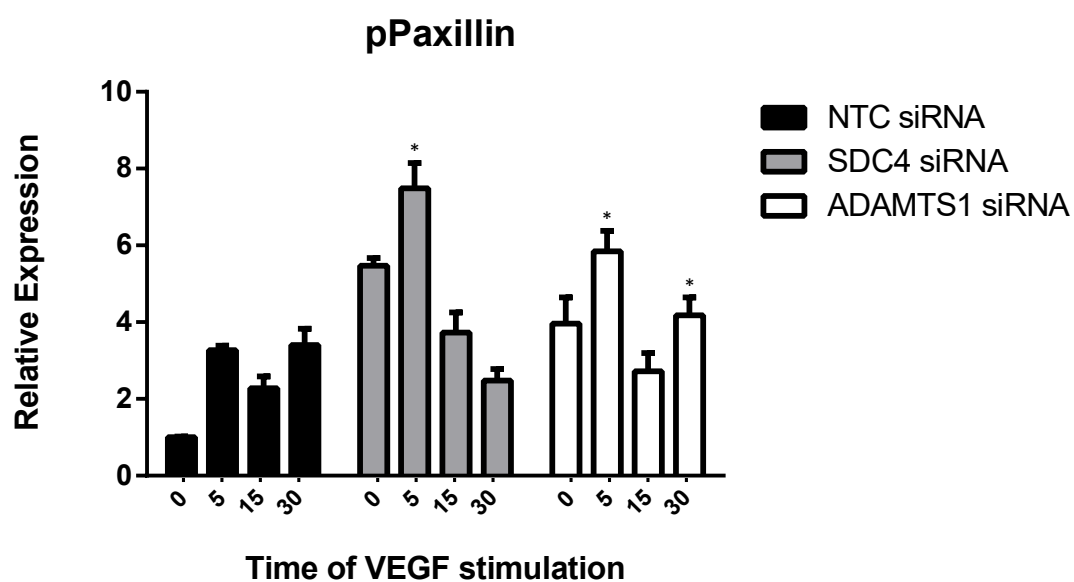 pPaxillin
10
8
6
4
2
0
Relative Expression
*
*
*
0 5 15 30 0 5 15 30 0 5 15 30
Time of VEGF stimulation
NTC siRNA
SDC4 siRNA
ADAMTS1 siRNA